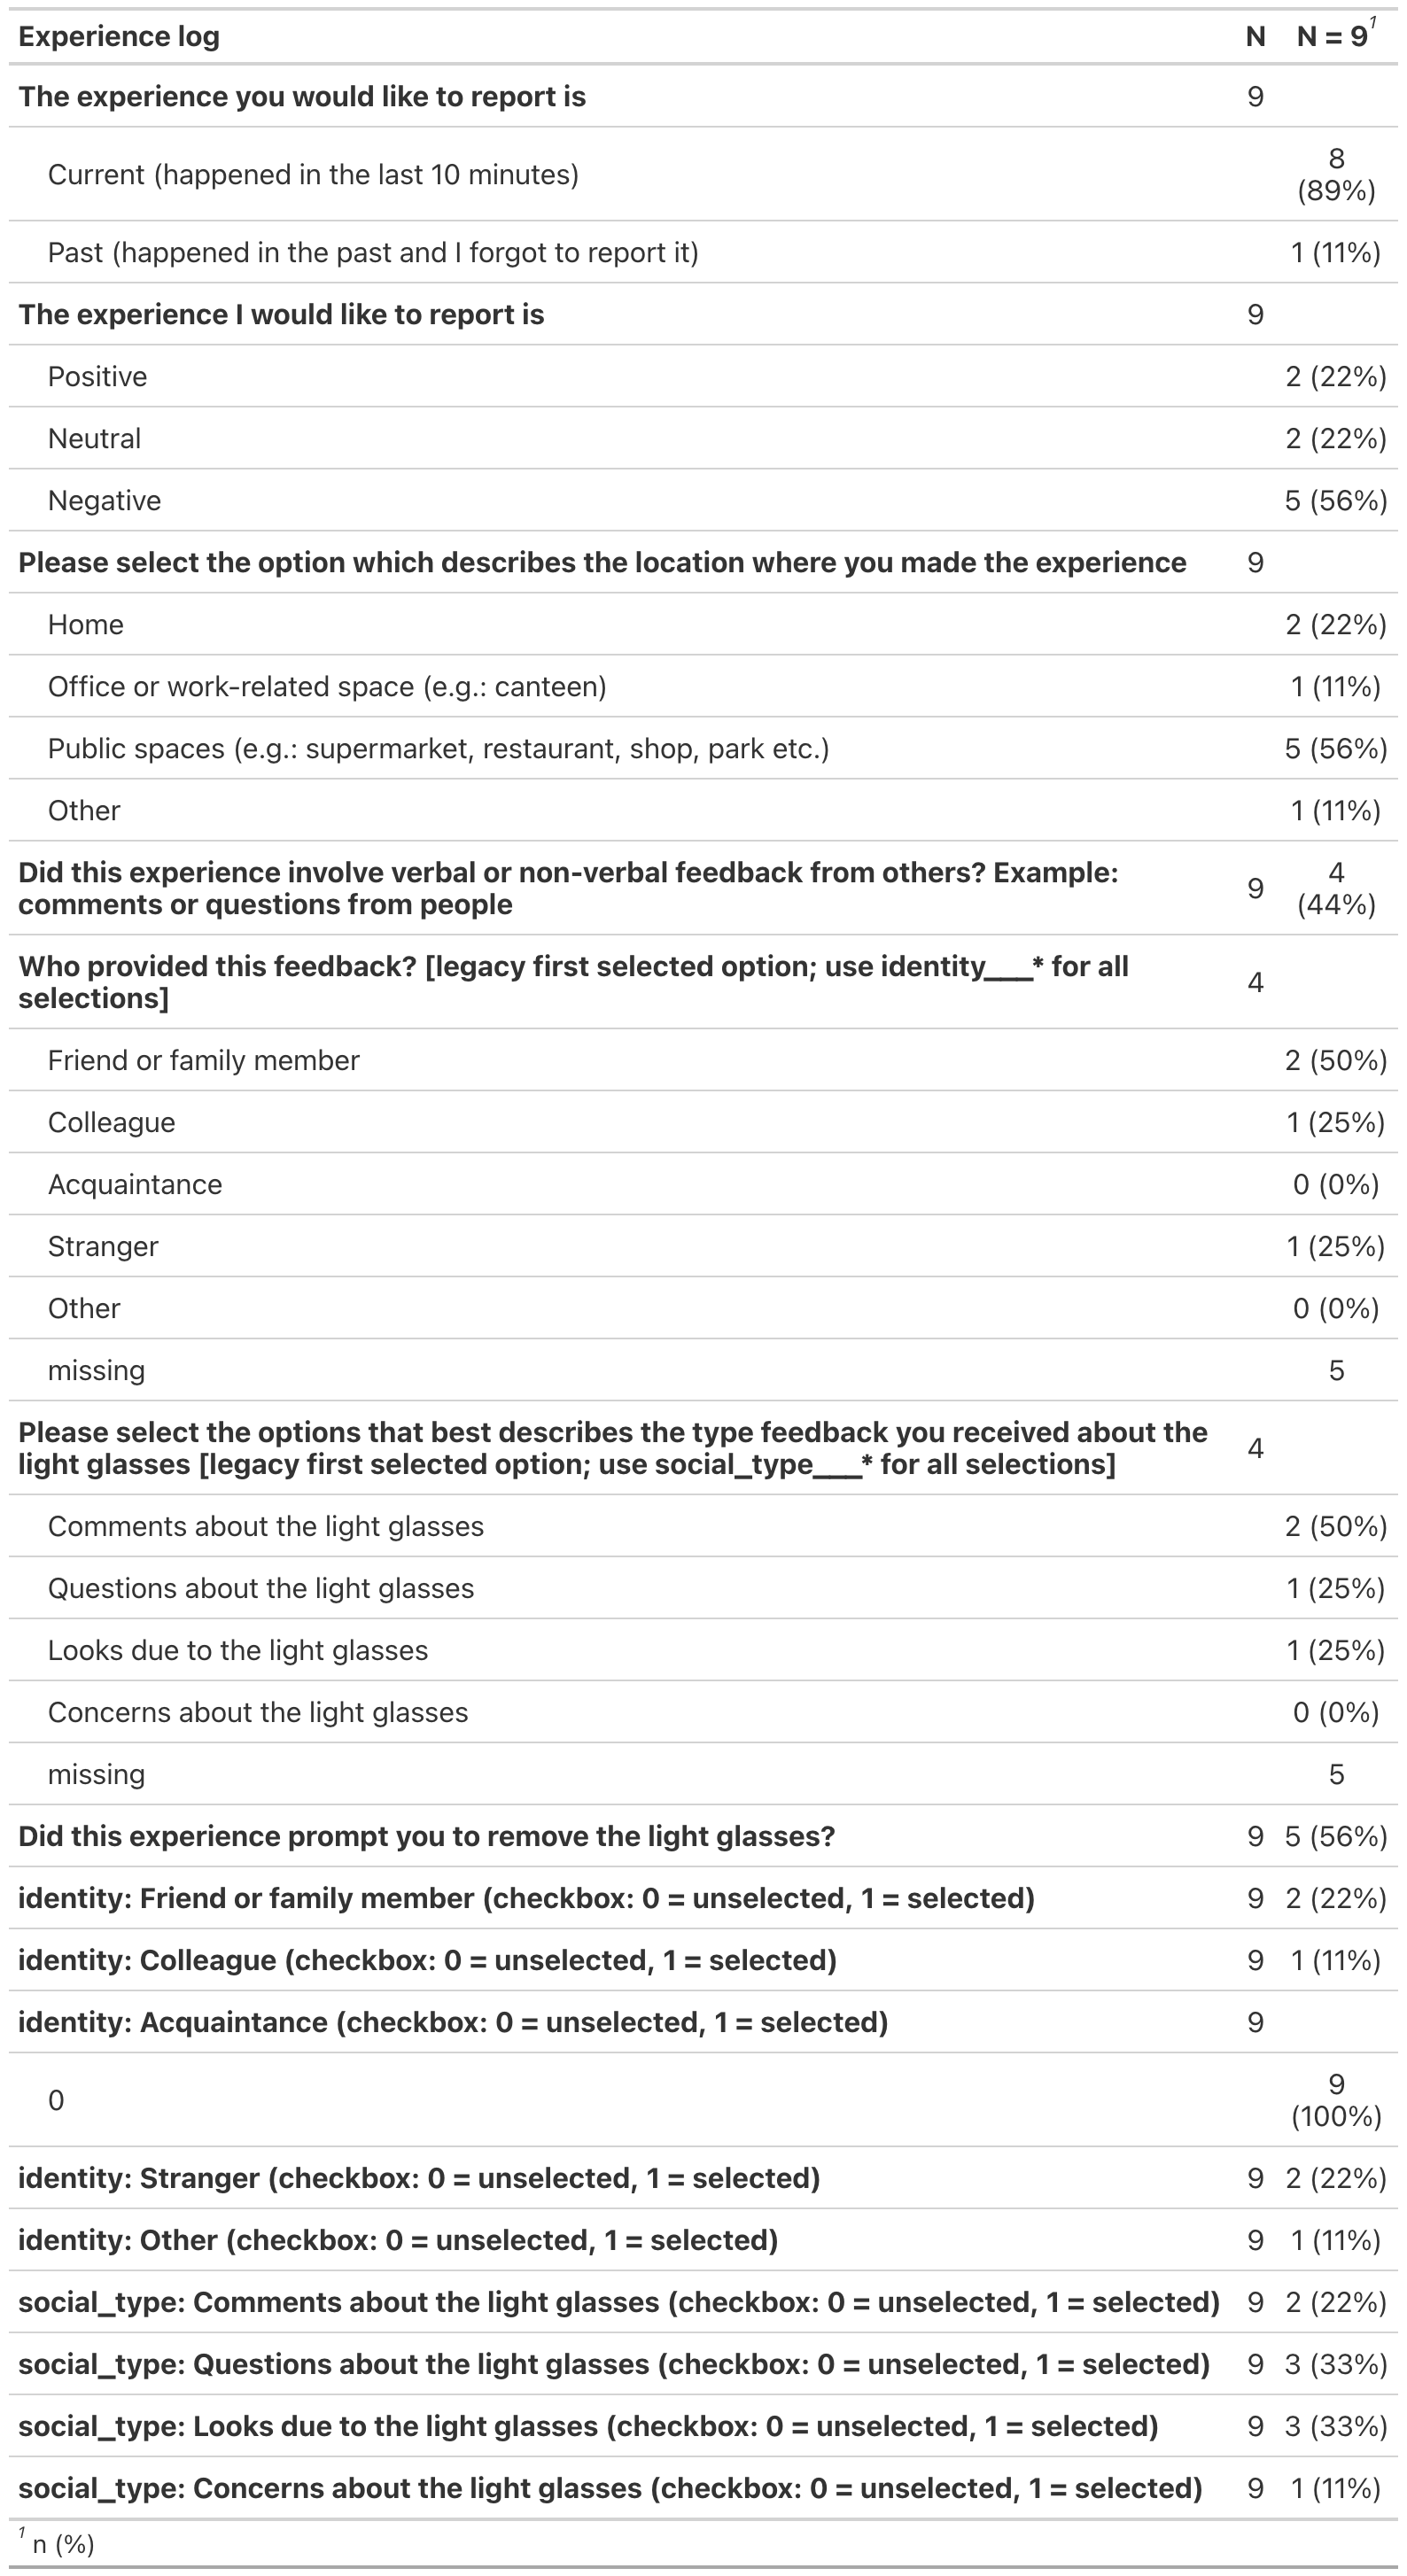 Experience log N N = 9¹
The experience you would like to report is 9
Current (happened in the last 10 minutes) 8 (89%)
Past (happened in the past and I forgot to report it) 1 (11%)
The experience I would like to report is 9
Positive 2 (22%)
Neutral 2 (22%)
Negative 5 (56%)
Please select the option which describes the location where you made the experience 9
Home 2 (22%)
Office or work-related space (e.g.: canteen) 1 (11%)
Public spaces (e.g.: supermarket, restaurant, shop, park etc.) 5 (56%)
Other 1 (11%)
Did this experience involve verbal or non-verbal feedback from others? Example:
comments or questions from people 9 4 (44%)
Who provided this feedback? [legacy first selected option; use identity___* for all
selections] 4
Friend or family member 2 (50%)
Colleague 1 (25%)
Acquaintance 0 (0%)
Stranger 1 (25%)
Other 0 (0%)
missing 5
Please select the options that best describes the type feedback you received about the
light glasses [legacy first selected option; use social_type___* for all selections] 4
Comments about the light glasses 2 (50%)
Questions about the light glasses 1 (25%)
Looks due to the light glasses 1 (25%)
Concerns about the light glasses 0 (0%)
missing 5
Did this experience prompt you to remove the light glasses? 9 5 (56%)
identity: Friend or family member (checkbox: 0 = unselected, 1 = selected) 9 2 (22%)
identity: Colleague (checkbox: 0 = unselected, 1 = selected) 9 1 (11%)
identity: Acquaintance (checkbox: 0 = unselected, 1 = selected) 9
0 9 (100%)
identity: Stranger (checkbox: 0 = unselected, 1 = selected) 9 2 (22%)
identity: Other (checkbox: 0 = unselected, 1 = selected) 9 1 (11%)
social_type: Comments about the light glasses (checkbox: 0 = unselected, 1 = selected) 9 2 (22%)
social_type: Questions about the light glasses (checkbox: 0 = unselected, 1 = selected) 9 3 (33%)
social_type: Looks due to the light glasses (checkbox: 0 = unselected, 1 = selected) 9 3 (33%)
social_type: Concerns about the light glasses (checkbox: 0 = unselected, 1 = selected) 9 1 (11%)
¹ n (%)